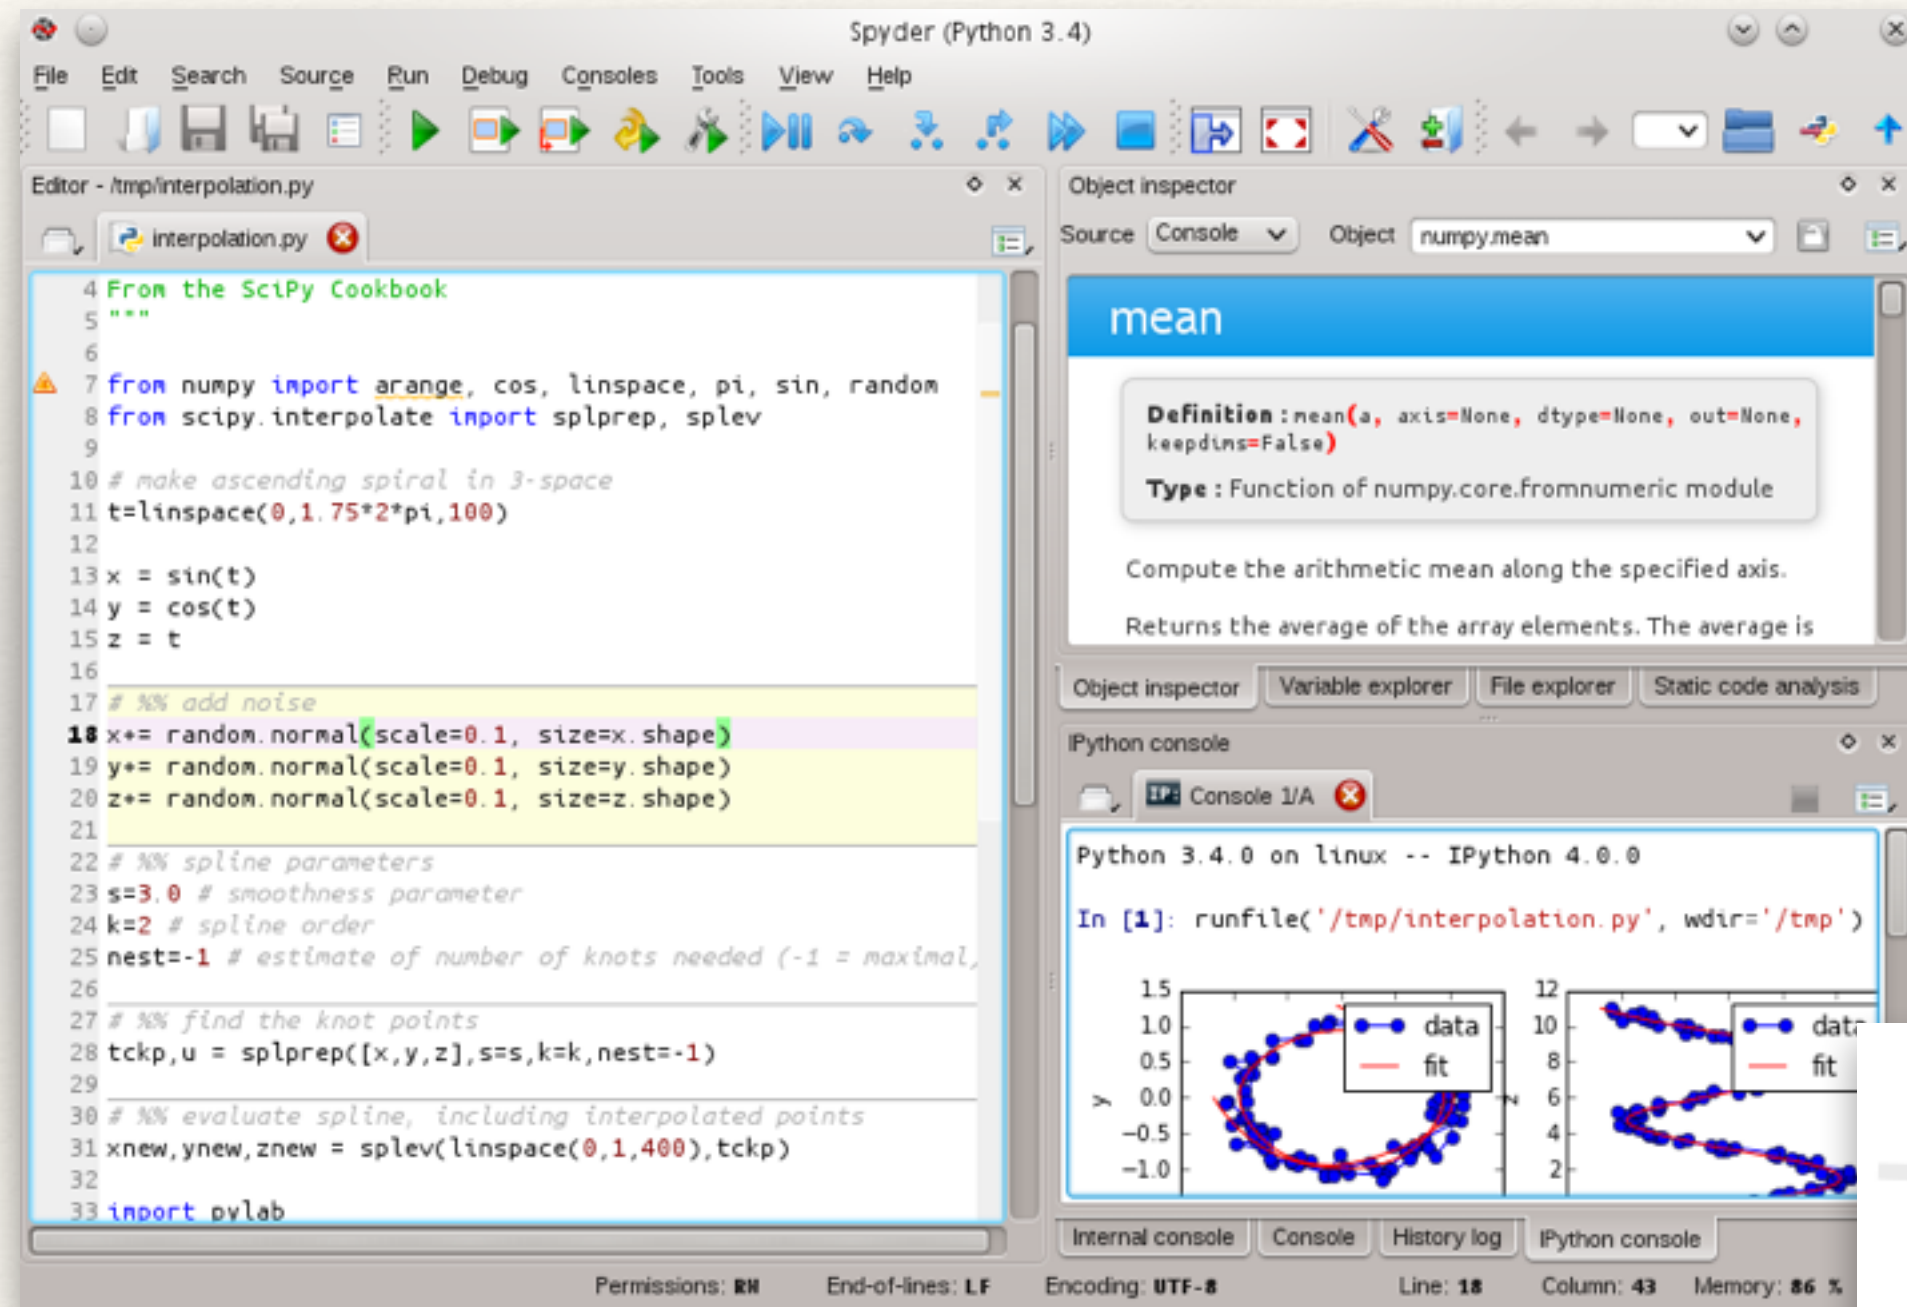 Spyder (Python 3.4)
File Edit Search Source Run Debug Consoles Tools View Help
Editor - /tmp/interpolation.py
interpolation.py
4 From the SciPy Cookbook
5 """
6
7 from numpy import arange, cos, linspace, pi, sin, random
8 from scipy.interpolate import splprep, splev
9
10 # make ascending spiral in 3-space
11 t=linspace(0,1.75*2*pi,100)
12
13 x = sin(t)
14 y = cos(t)
15 z = t
16
17 # %% add noise
18 x+= random.normal(scale=0.1, size=x.shape)
19 y+= random.normal(scale=0.1, size=y.shape)
20 z+= random.normal(scale=0.1, size=z.shape)
21
22 # %% spline parameters
23 s=3.0 # smoothness parameter
24 k=2 # spline order
25 nest=-1 # estimate of number of knots needed (-1 = maximal)
26
27 # %% find the knot points
28 tckp,u = splprep([x,y,z],s=s,k=k,nest=-1)
29
30 # %% evaluate spline, including interpolated points
31 xnew,ynew,znew = splev(linspace(0,1,400),tckp)
32
33 import pylab
Object inspector
Source Console Object numpy.mean
mean
Definition : mean(a, axis=None, dtype=None, out=None,
keepdims=False)
Type : Function of numpy.core.fromnumeric module
Compute the arithmetic mean along the specified axis.
Returns the average of the array elements. The average is
Object inspector Variable explorer File explorer Static code analysis
IPython console
IP: Console 1/A
Python 3.4.0 on linux -- IPython 4.0.0
In [1]: runfile('/tmp/interpolation.py', wdir='/tmp')
1.5
1.0
0.5
0.0
−0.5
−1.0
y
data
fit
12
10
8
6
4
2
z
data
fit
Internal console Console History log IPython console
Permissions: RW End-of-lines: LF Encoding: UTF-8 Line: 18 Column: 43 Memory: 86 %